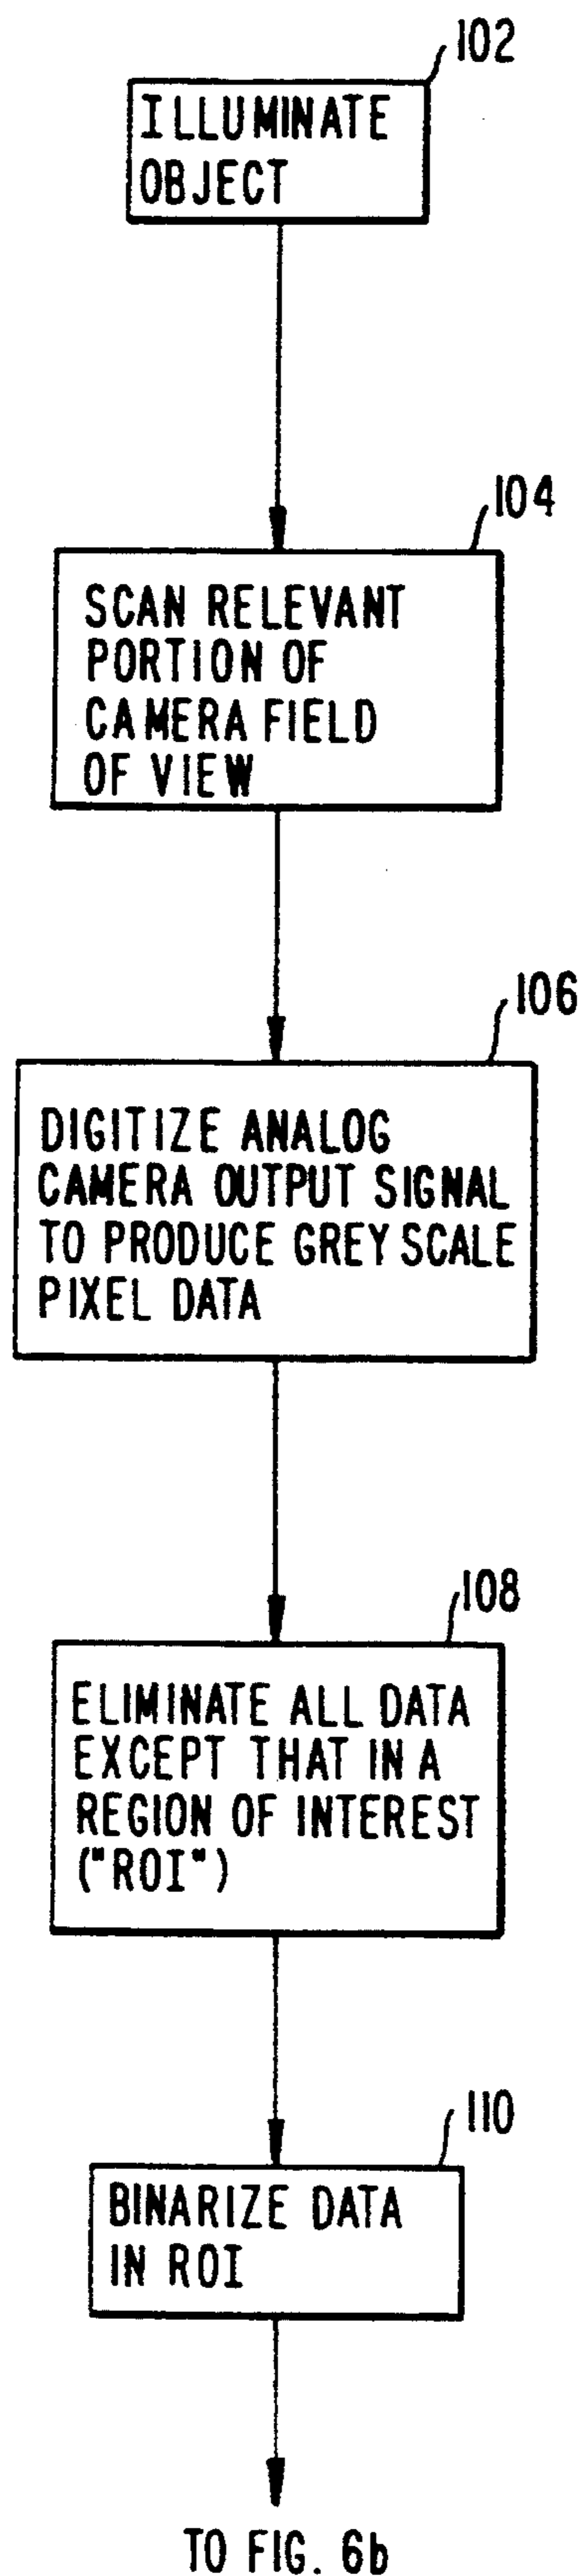 102
ILLUMINATE
OBJECT
104
SCAN RELEVANT
PORTION OF
CAMERA FIELD
OF VIEW
106
DIGITIZE ANALOG
CAMERA OUTPUT SIGNAL
TO PRODUCE GREY SCALE
PIXEL DATA
108
ELIMINATE ALL DATA
EXCEPT THAT IN A
REGION OF INTEREST
("ROI")
110
BINARIZE DATA
IN ROI
TO FIG. 6b